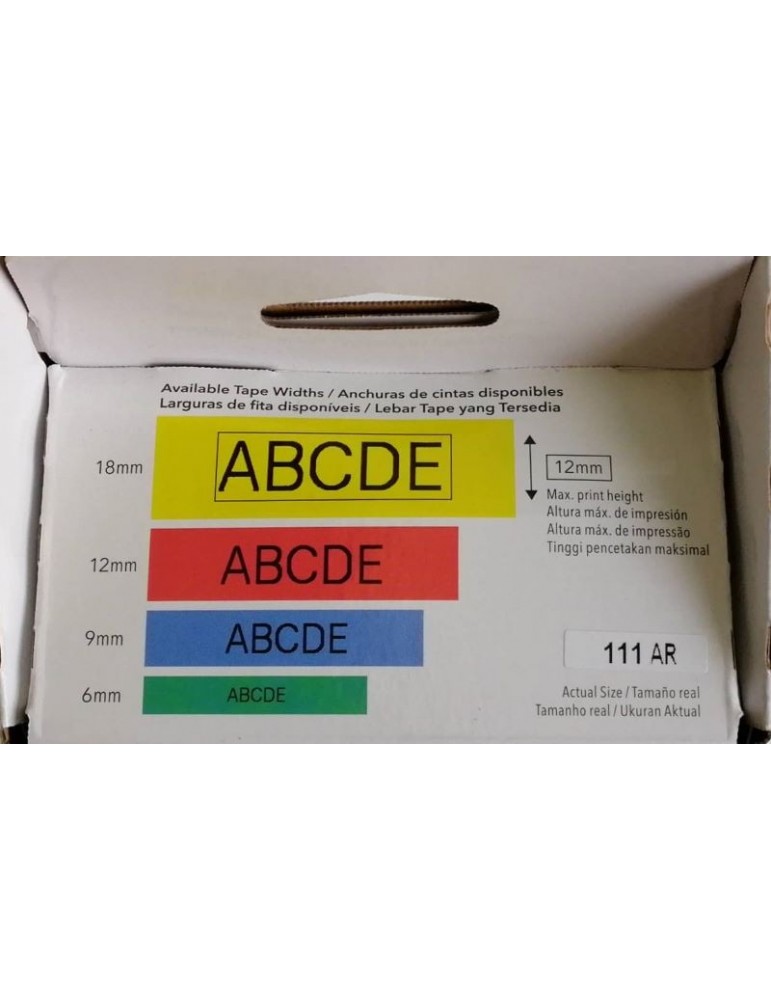 Available Tape Widths / Anchuras de cintas disponibles
Larguras de fita disponíveis / Lebar Tape yang Tersedia
18mm
ABCDE
12mm
Max. print height
Altura máx. de impresión
Altura máx. de impressão
Tinggi pencetakan maksimal
12mm
ABCDE
9mm
ABCDE
111 AR
6mm
ABCDE
Actual Size / Tamaño real
Tamanho real / Ukuran Aktual